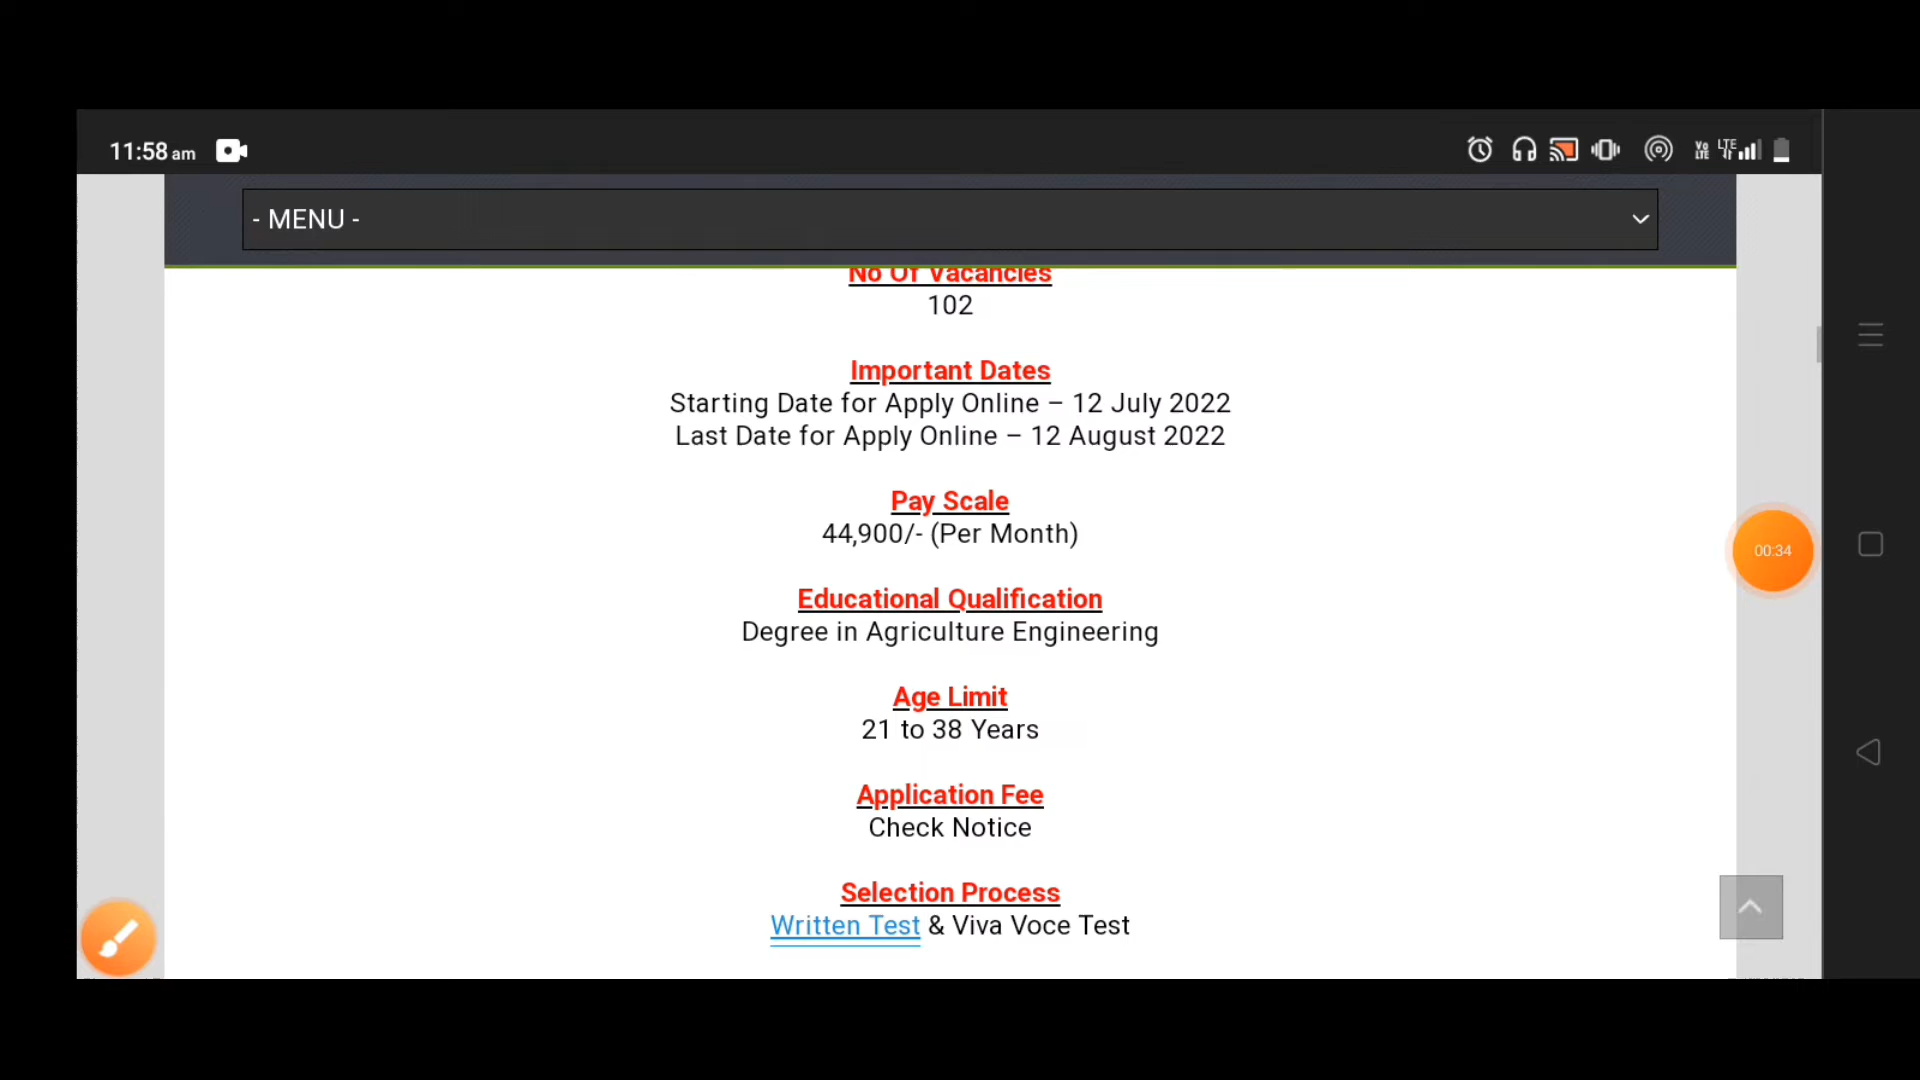 11:58 am
VoLTE LTE
- MENU -
No Of Vacancies
102
Important Dates
Starting Date for Apply Online – 12 July 2022
Last Date for Apply Online – 12 August 2022
Pay Scale
44,900/- (Per Month)
Educational Qualification
Degree in Agriculture Engineering
Age Limit
21 to 38 Years
Application Fee
Check Notice
Selection Process
Written Test & Viva Voce Test
00:34